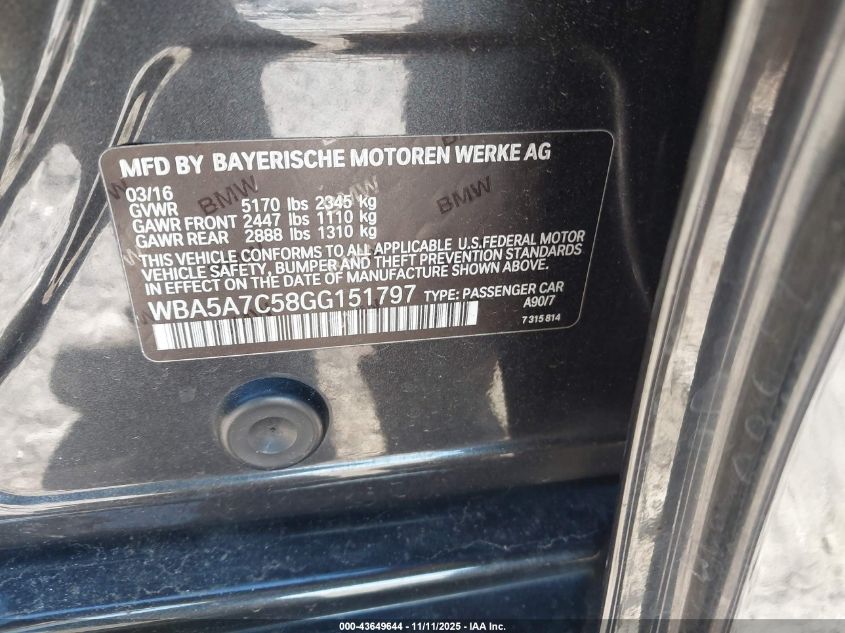 MFD BY BAYERISCHE MOTOREN WERKE AG
03/16
GVWR 5170 lbs 2345 kg
GAWR FRONT 2447 lbs 1110 kg
GAWR REAR 2888 lbs 1310 kg
THIS VEHICLE CONFORMS TO ALL APPLICABLE U.S.FEDERAL MOTOR
VEHICLE SAFETY, BUMPER AND THEFT PREVENTION STANDARDS
IN EFFECT ON THE DATE OF MANUFACTURE SHOWN ABOVE.
WBA5A7C58GG151797 TYPE: PASSENGER CAR
A90/7
7 315 814
BMW
BMW
000-43649644 - 11/11/2025 - IAA Inc.